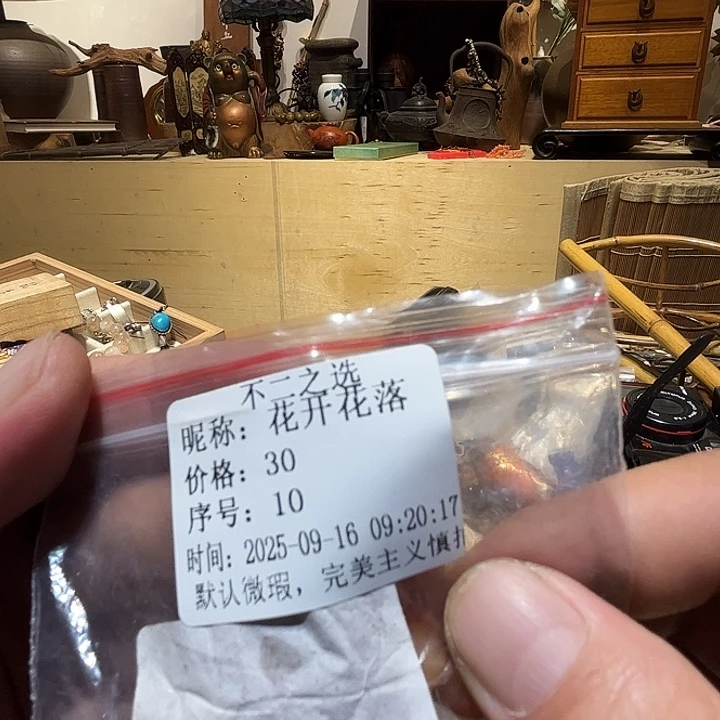 不二之选
昵称：花开花落
价格：30
序号：10
时间：2025-09-16 09:20:17
默认微瑕，完美主义慎